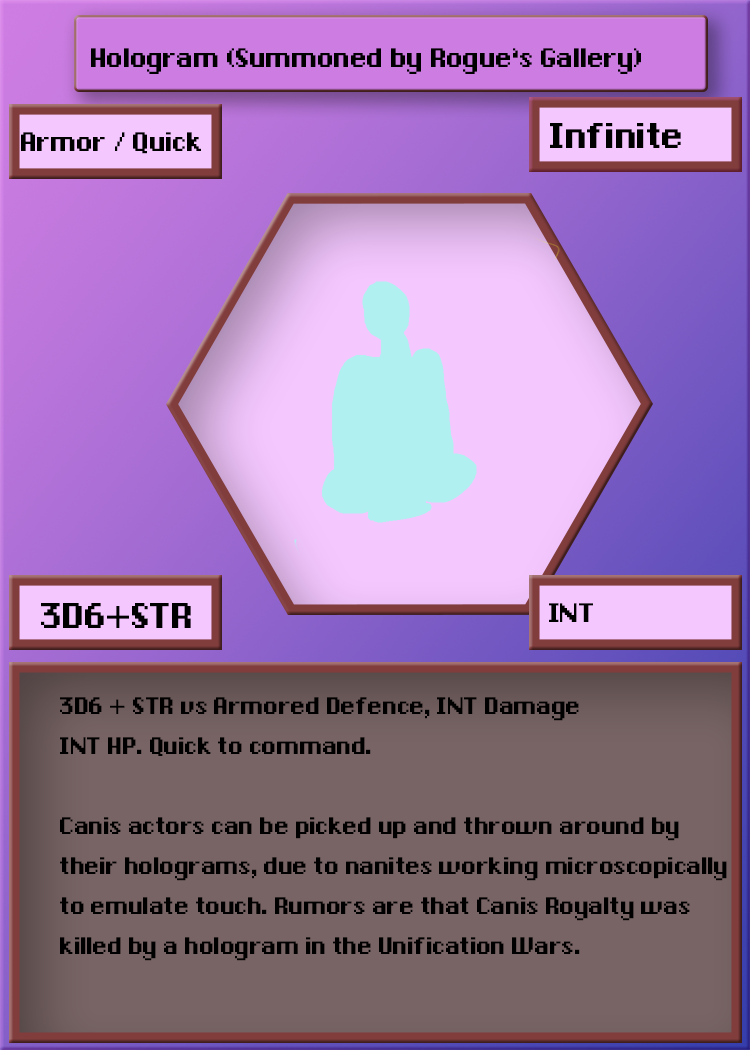 Hologram (Summoned by Rogue's Gallery)
Armor / Quick
Infinite
3D6+STR
INT
3D6 + STR vs Armored Defence, INT Damage
INT HP. Quick to command.
Canis actors can be picked up and thrown around by
their holograms, due to nanites working microscopically
to emulate touch. Rumors are that Canis Royalty was
killed by a hologram in the Unification Wars.